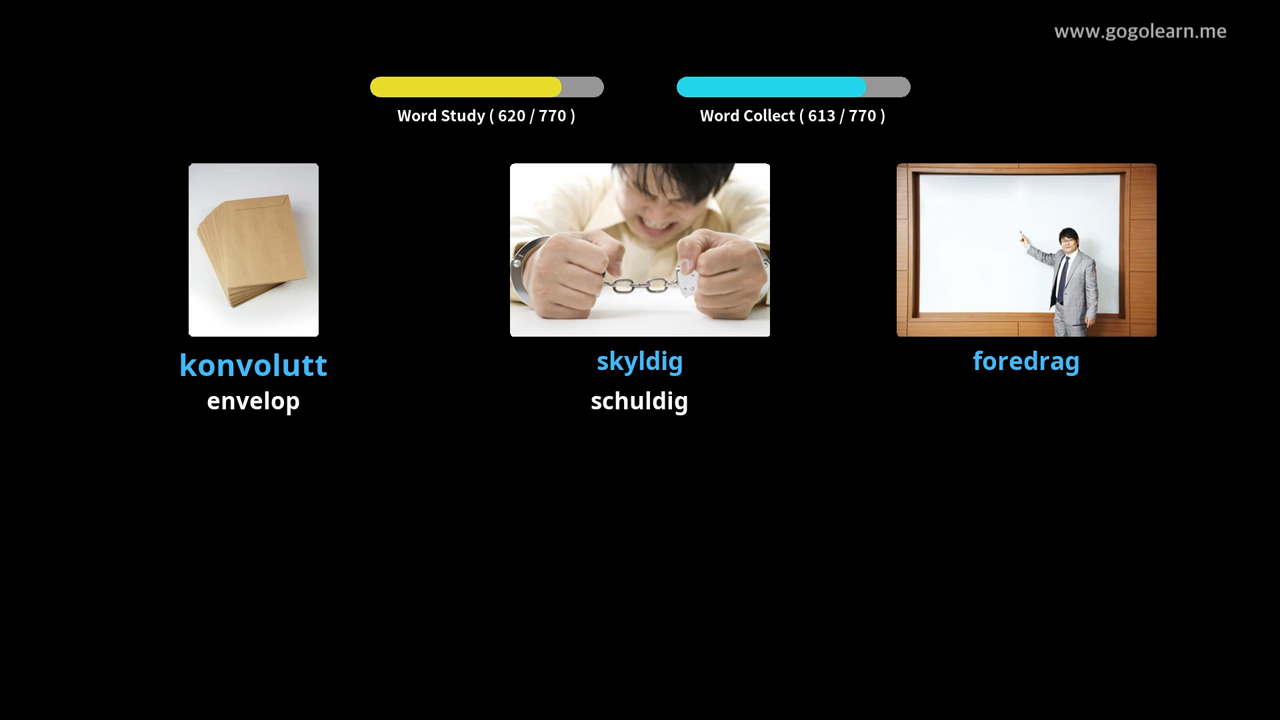 www.gogolearn.me
Word Study ( 620 / 770 )
Word Collect ( 613 / 770 )
konvolutt
envelop
skyldig
schuldig
foredrag